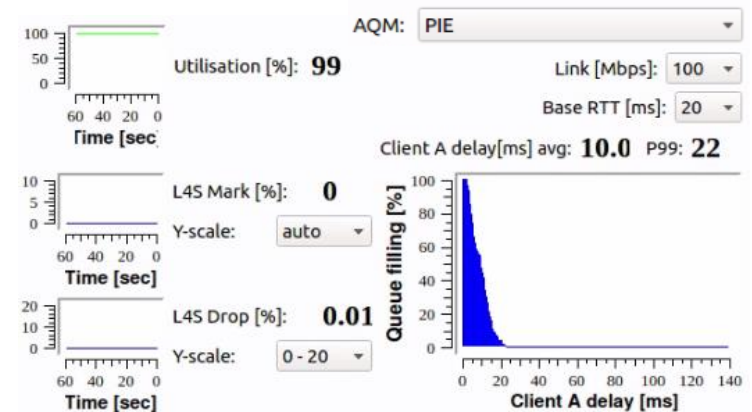 AQM: PIE
100
50
0
Utilisation [%]: 99
60 40 20 0
Time [sec]
Link [Mbps]: 100
Base RTT [ms]: 20
Client A delay[ms] avg: 10.0 P99: 22
10
5
0
L4S Mark [%]: 0
Y-scale: auto
60 40 20 0
Time [sec]
20
10
0
L4S Drop [%]: 0.01
Y-scale: 0 - 20
60 40 20 0
Time [sec]
Queue filling [%]
100
80
60
40
20
0
0 20 40 60 80 100 120 140
Client A delay [ms]